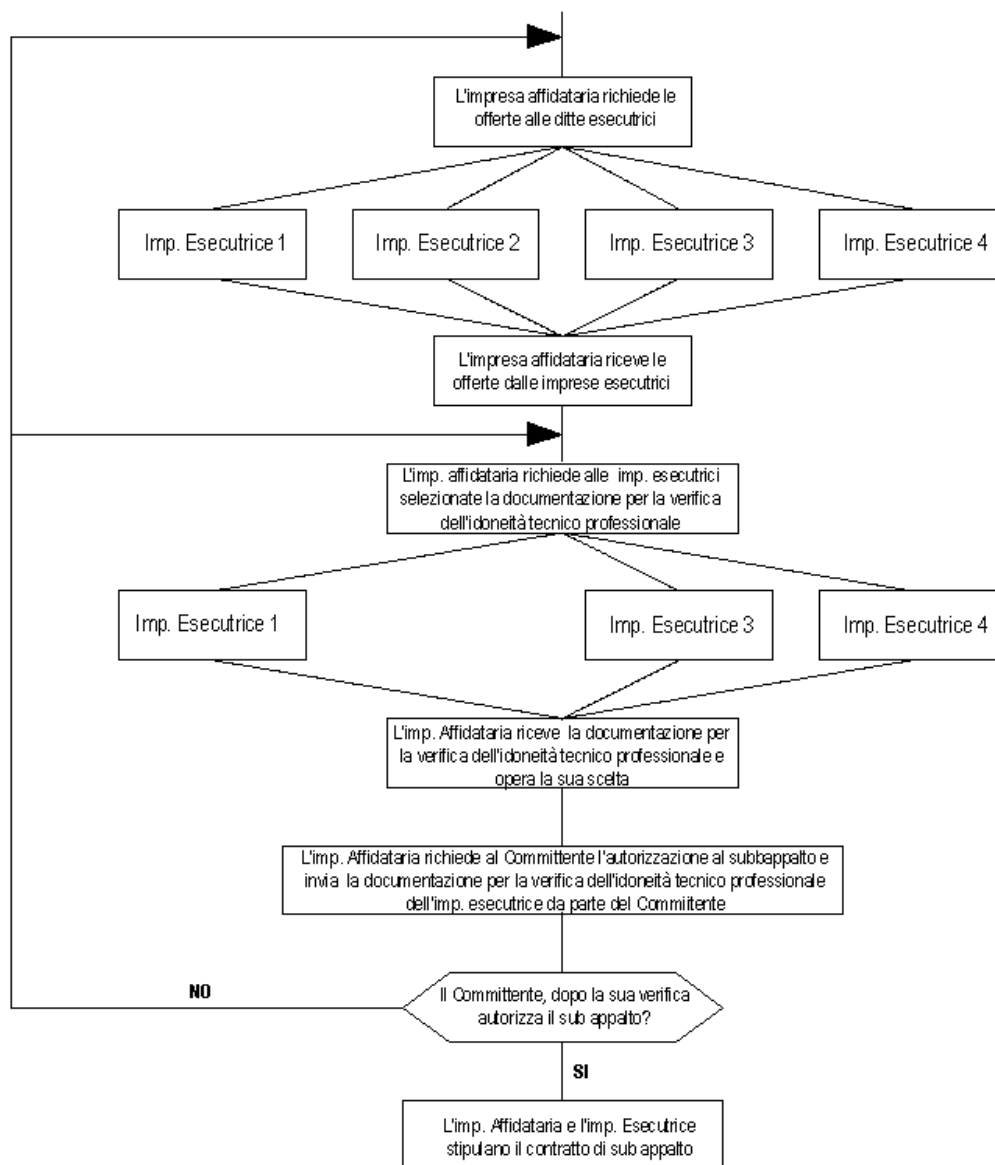 L'impresa affidataria richiede le
offerte alle ditte esecutrici
Imp. Esecutrice 1
Imp. Esecutrice 2
Imp. Esecutrice 3
Imp. Esecutrice 4
L'impresa affidataria riceve le
offerte dalle imprese esecutrici
L'imp. affidataria richiede alle imp. esecutrici
selezionate la documentazione per la verifica
dell'idoneità tecnico professionale
Imp. Esecutrice 1
Imp. Esecutrice 3
Imp. Esecutrice 4
L'imp. Affidataria riceve la documentazione per
la verifica dell'idoneità tecnico professionale e
opera la sua scelta
L'imp. Affidataria richiede al Committente l'autorizzazione al subbappalto e
invia la documentazione per la verifica dell'idoneità tecnico professionale
dell'imp. esecutrice da parte del Commiitente
NO
Il Committente, dopo la sua verifica
autorizza il sub appalto?
SI
L'imp. Affidataria e l'imp. Esecutrice
stipulano il contratto di sub appalto